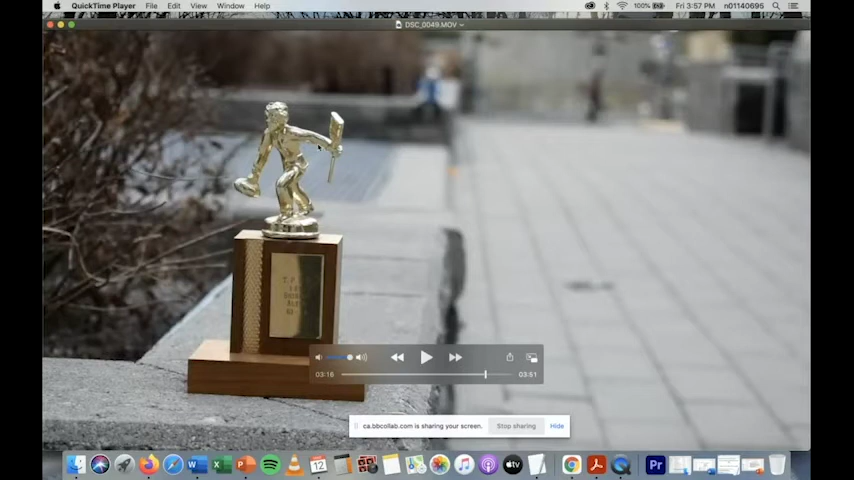 QuickTime Player File Edit View Window Help 100% Fri 3:57 PM n01140695
DSC_0049.MOV
03:18 03:51
ca.bbcollab.com is sharing your screen. Stop sharing Hide